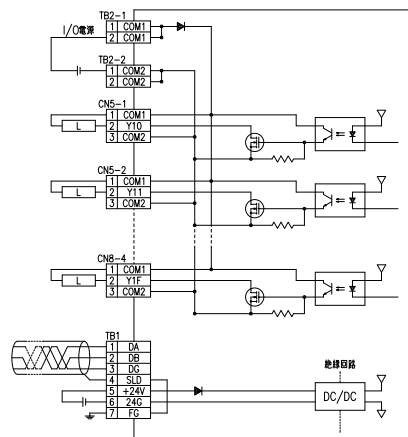 TB2-1
I/O電源
1 COM1
2 COM1
TB2-2
1 COM2
2 COM2
CN5-1
1 COM1
L 2 Y10
3 COM2
CN5-2
1 COM1
L 2 Y11
3 COM2
CN8-4
1 COM1
L 2 Y1F
3 COM2
TB1
1 DA
2 DB
3 DG
4 SLD
5 +24V
6 24G
7 FG
絶縁回路
DC/DC